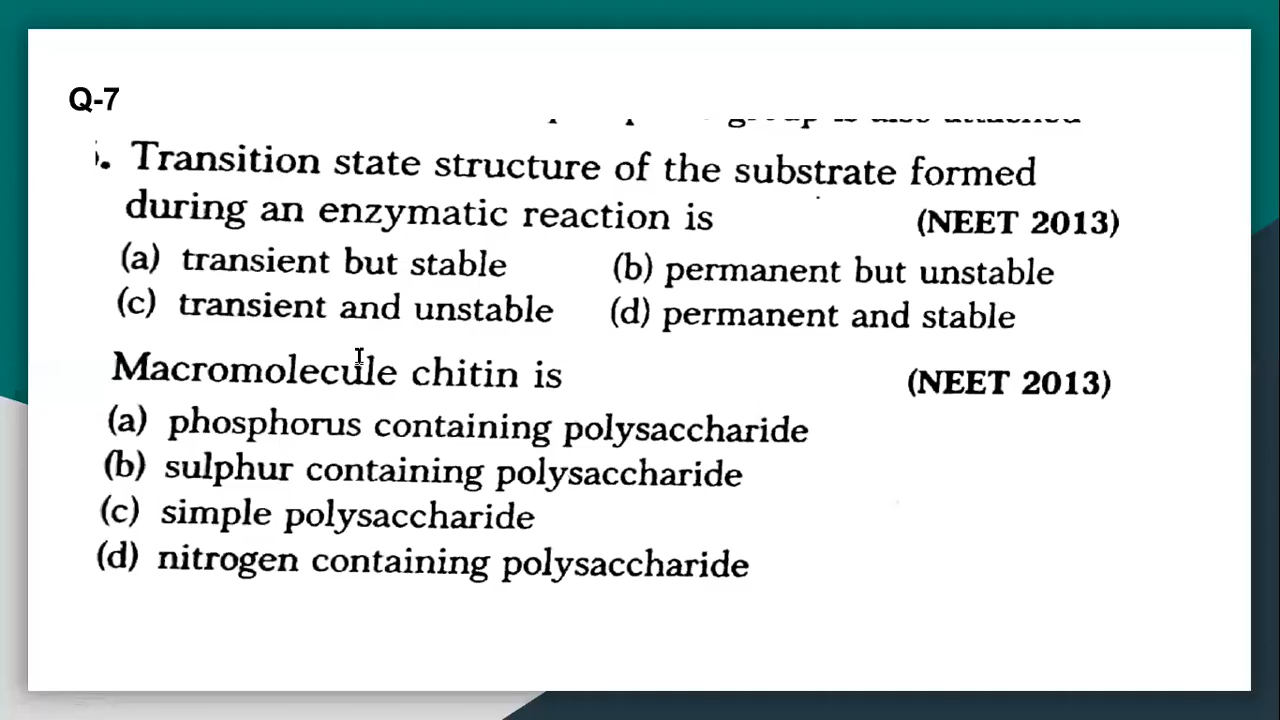 Q-7
. Transition state structure of the substrate formed
during an enzymatic reaction is (NEET 2013)
(a) transient but stable (b) permanent but unstable
(c) transient and unstable (d) permanent and stable
Macromolecule chitin is (NEET 2013)
(a) phosphorus containing polysaccharide
(b) sulphur containing polysaccharide
(c) simple polysaccharide
(d) nitrogen containing polysaccharide